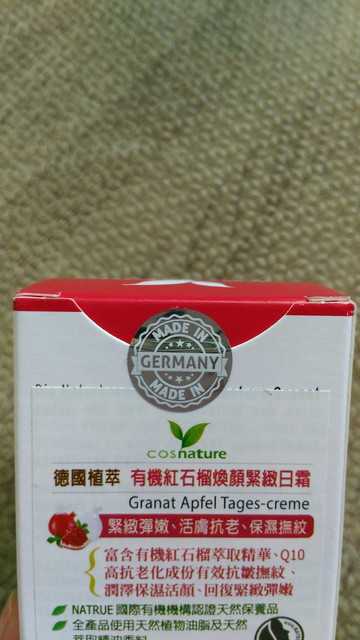 MADE IN
GERMANY
MADE IN
cosnature
德國植萃 有機紅石榴煥顏緊緻日霜
Granat Apfel Tages-creme
緊緻彈嫩、活膚抗老、保濕撫紋
富含有機紅石榴萃取精華、Q10
高抗老化成份有效抗皺撫紋、
潤澤保濕活顏、回復緊緻彈嫩
NATRUE 國際有機機構認證天然保養品
全產品使用天然植物油脂及天然